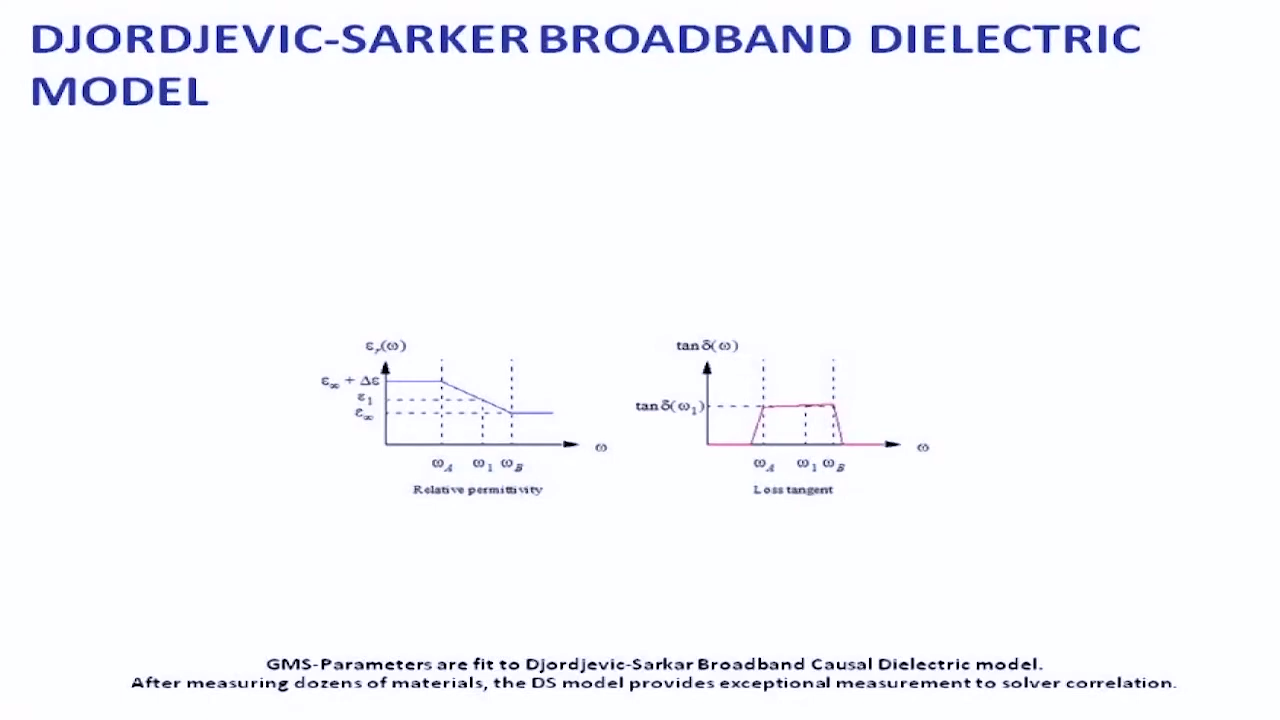 DJORDJEVIC-SARKER BROADBAND DIELECTRIC
MODEL
εr(ω)
tan δ(ω)
ε∞ + Δε
ε1
ε∞
tan δ(ω1)
ω
ω
ωA ω1 ωB
ωA ω1 ωB
Relative permittivity
Loss tangent
GMS-Parameters are fit to Djordjevic-Sarkar Broadband Causal Dielectric model.
After measuring dozens of materials, the DS model provides exceptional measurement to solver correlation.